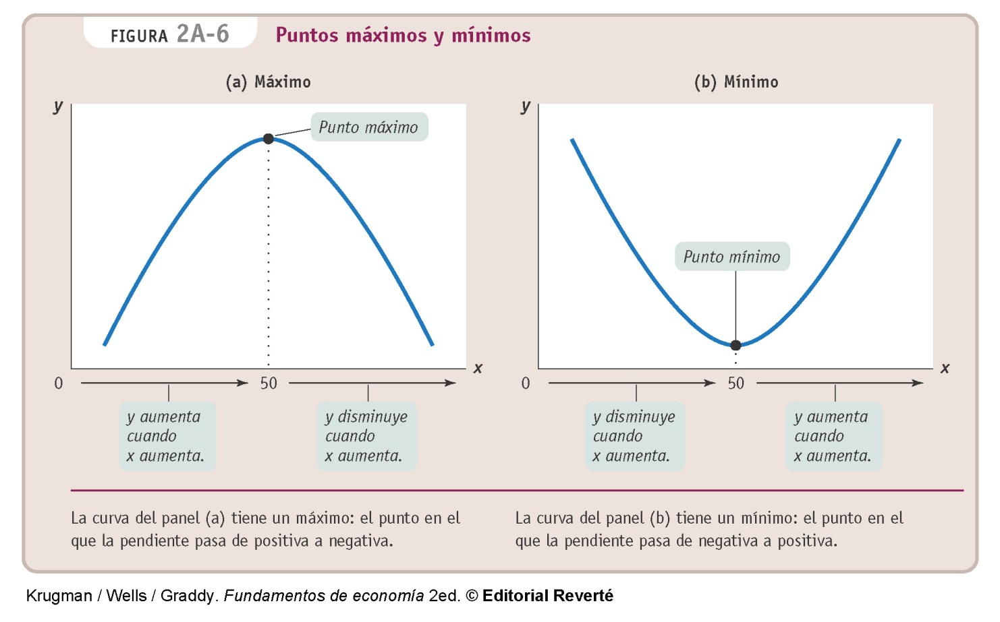 FIGURA 2A-6 Puntos máximos y mínimos
(a) Máximo
y
Punto máximo
x
0
50
y aumenta
cuando
x aumenta.
y disminuye
cuando
x aumenta.
(b) Mínimo
y
Punto mínimo
x
0
50
y disminuye
cuando
x aumenta.
y aumenta
cuando
x aumenta.
La curva del panel (a) tiene un máximo: el punto en el
que la pendiente pasa de positiva a negativa.
La curva del panel (b) tiene un mínimo: el punto en el
que la pendiente pasa de negativa a positiva.
Krugman / Wells / Graddy. Fundamentos de economía 2ed. © Editorial Reverté